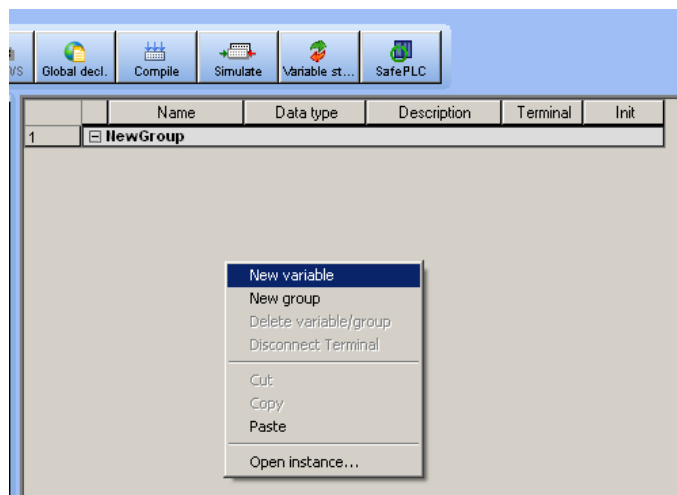 VS Global decl. Compile Simulate Variable st... SafePLC
Name Data type Description Terminal Init
1 NewGroup
New variable
New group
Delete variable/group
Disconnect Terminal
Cut
Copy
Paste
Open instance...